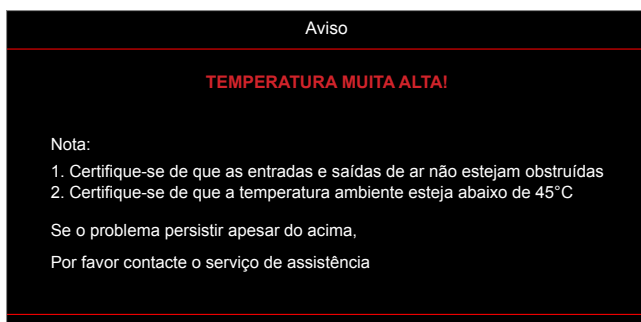 Aviso
TEMPERATURA MUITA ALTA!
Nota:
1. Certifique-se de que as entradas e saídas de ar não estejam obstruídas
2. Certifique-se de que a temperatura ambiente esteja abaixo de 45°C
Se o problema persistir apesar do acima,
Por favor contacte o serviço de assistência